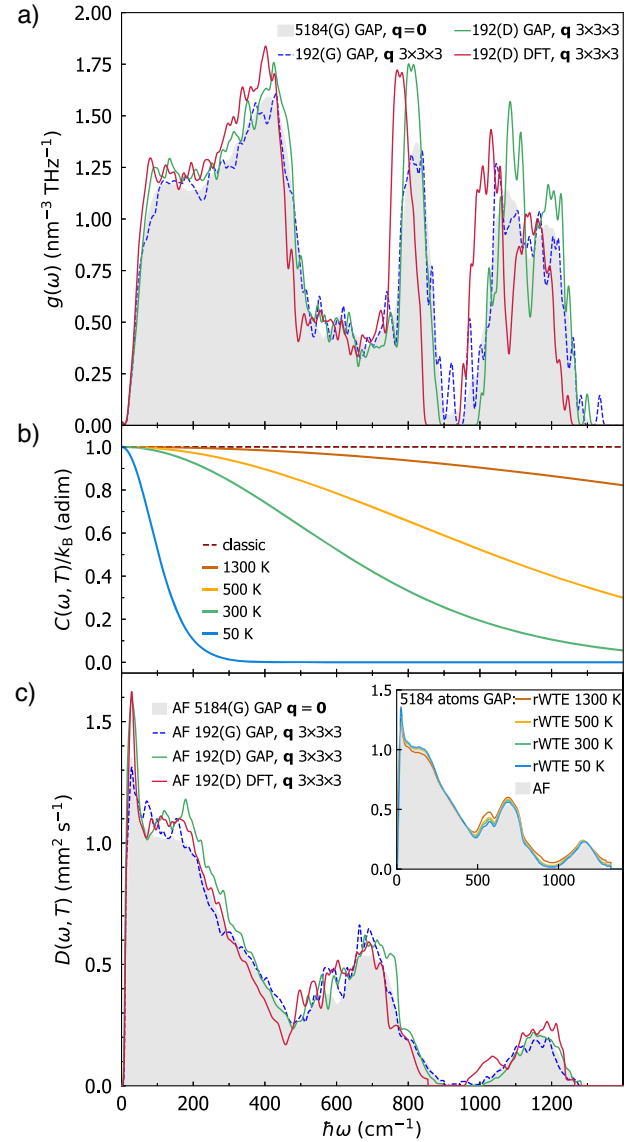 a)
5184(G) GAP, q=0
192(G) GAP, q 3×3×3
192(D) GAP, q 3×3×3
192(D) DFT, q 3×3×3
g(ω) (nm⁻³ THz⁻¹)
2.00
1.75
1.50
1.25
1.00
0.75
0.50
0.25
0.00
b)
C(ω, T)/k_B (adim)
1.0
0.8
0.6
0.4
0.2
0.0
classic
1300 K
500 K
300 K
50 K
c)
AF 5184(G) GAP q = 0
AF 192(G) GAP, q 3×3×3
AF 192(D) GAP, q 3×3×3
AF 192(D) DFT, q 3×3×3
D(ω, T) (mm² s⁻¹)
1.5
1.0
0.5
0.0
5184 atoms GAP:
rWTE 1300 K
rWTE 500 K
rWTE 300 K
rWTE 50 K
AF
1.5
1.0
0.5
0.0
0 500 1000
0 200 400 600 800 1000 1200
ħω (cm⁻¹)